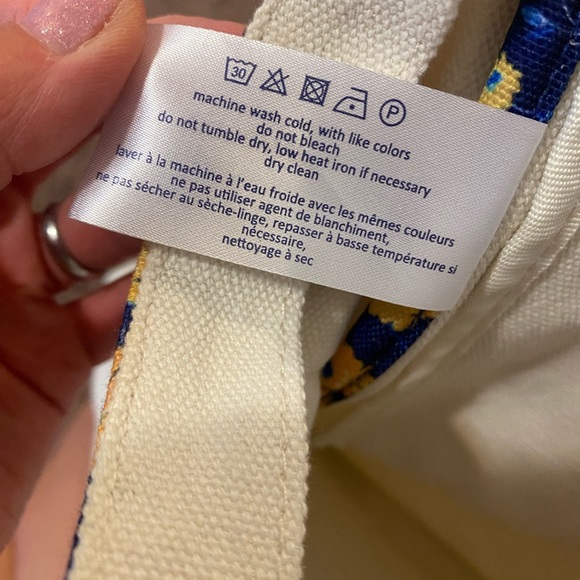 30 P
machine wash cold, with like colors
do not bleach
do not tumble dry, low heat iron if necessary
dry clean
laver à la machine à l'eau froide avec les mêmes couleurs
ne pas utiliser agent de blanchiment,
ne pas sécher au sèche-linge, repasser à basse température si
nécessaire,
nettoyage à sec